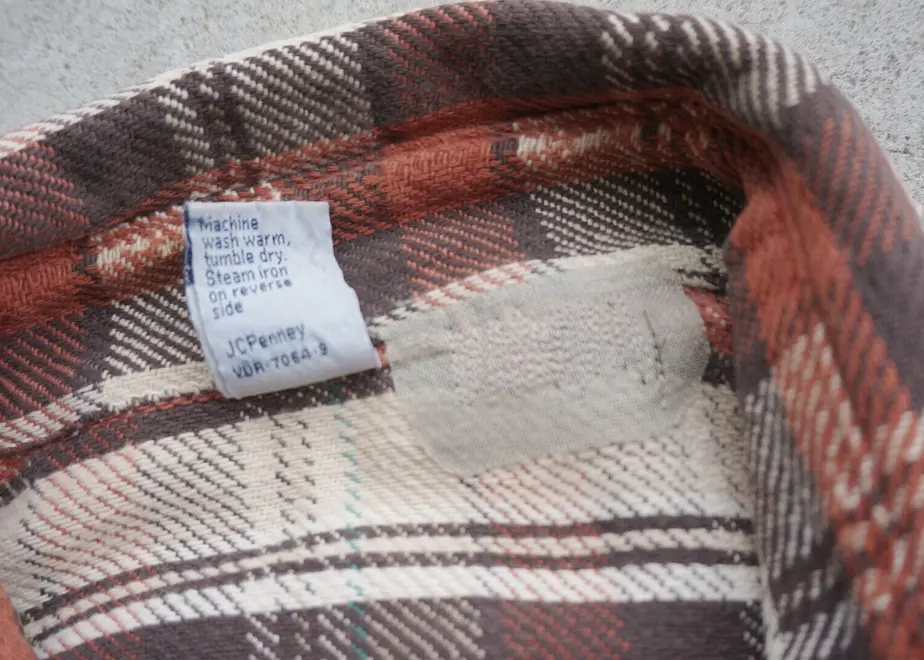 Machine
wash warm,
tumble dry.
Steam iron
on reverse
side
JCPenney
VDR-7064-9